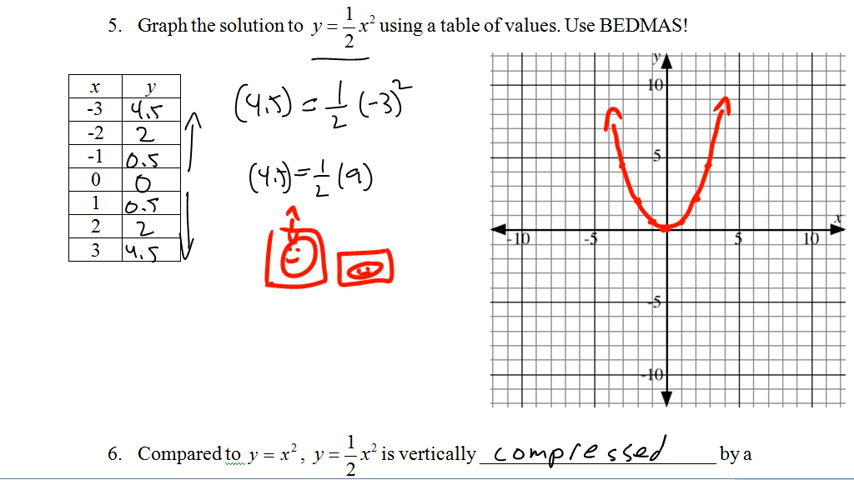 5. Graph the solution to y = 1/2 x² using a table of values. Use BEDMAS!
x y
-3 4.5
-2 2
-1 0.5
0 0
1 0.5
2 2
3 4.5
(4.5) = 1/2 (-3)²
(4.5) = 1/2 (9)
y
10
5
x
-10 -5 5 10
-5
-10
6. Compared to y = x², y = 1/2 x² is vertically compressed by a